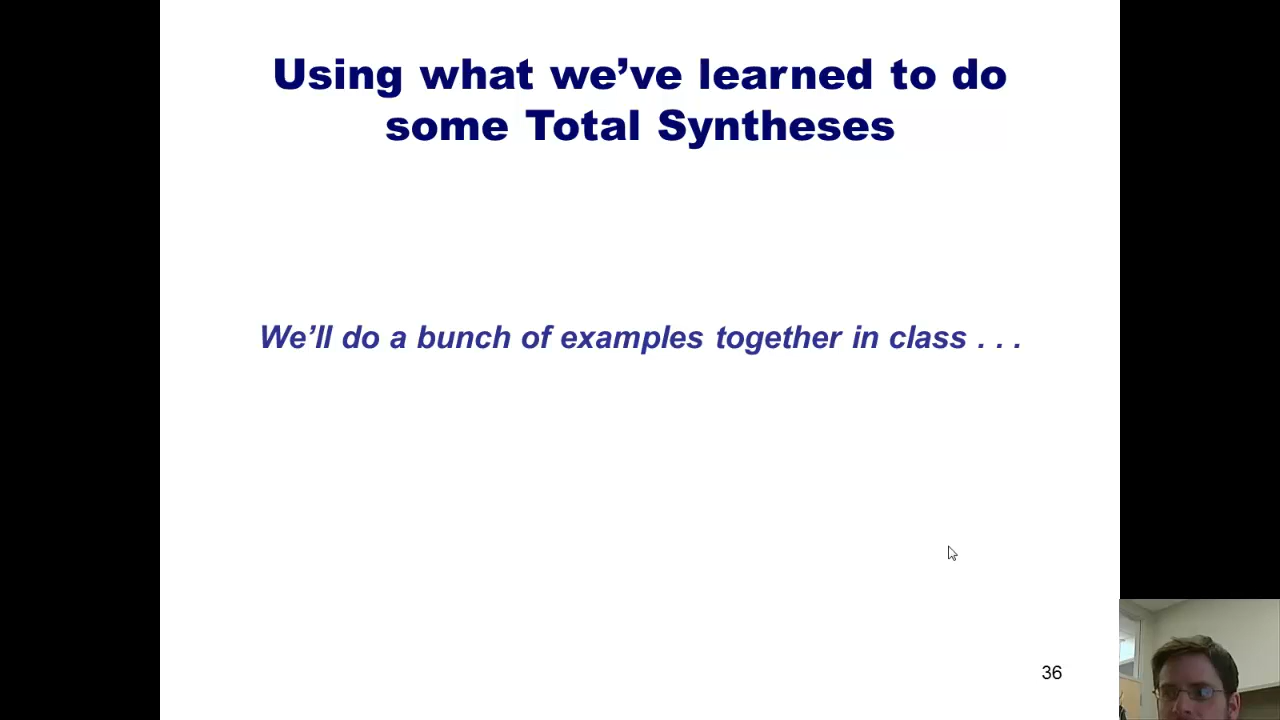 Using what we’ve learned to do
some Total Syntheses
We’ll do a bunch of examples together in class . . .
36